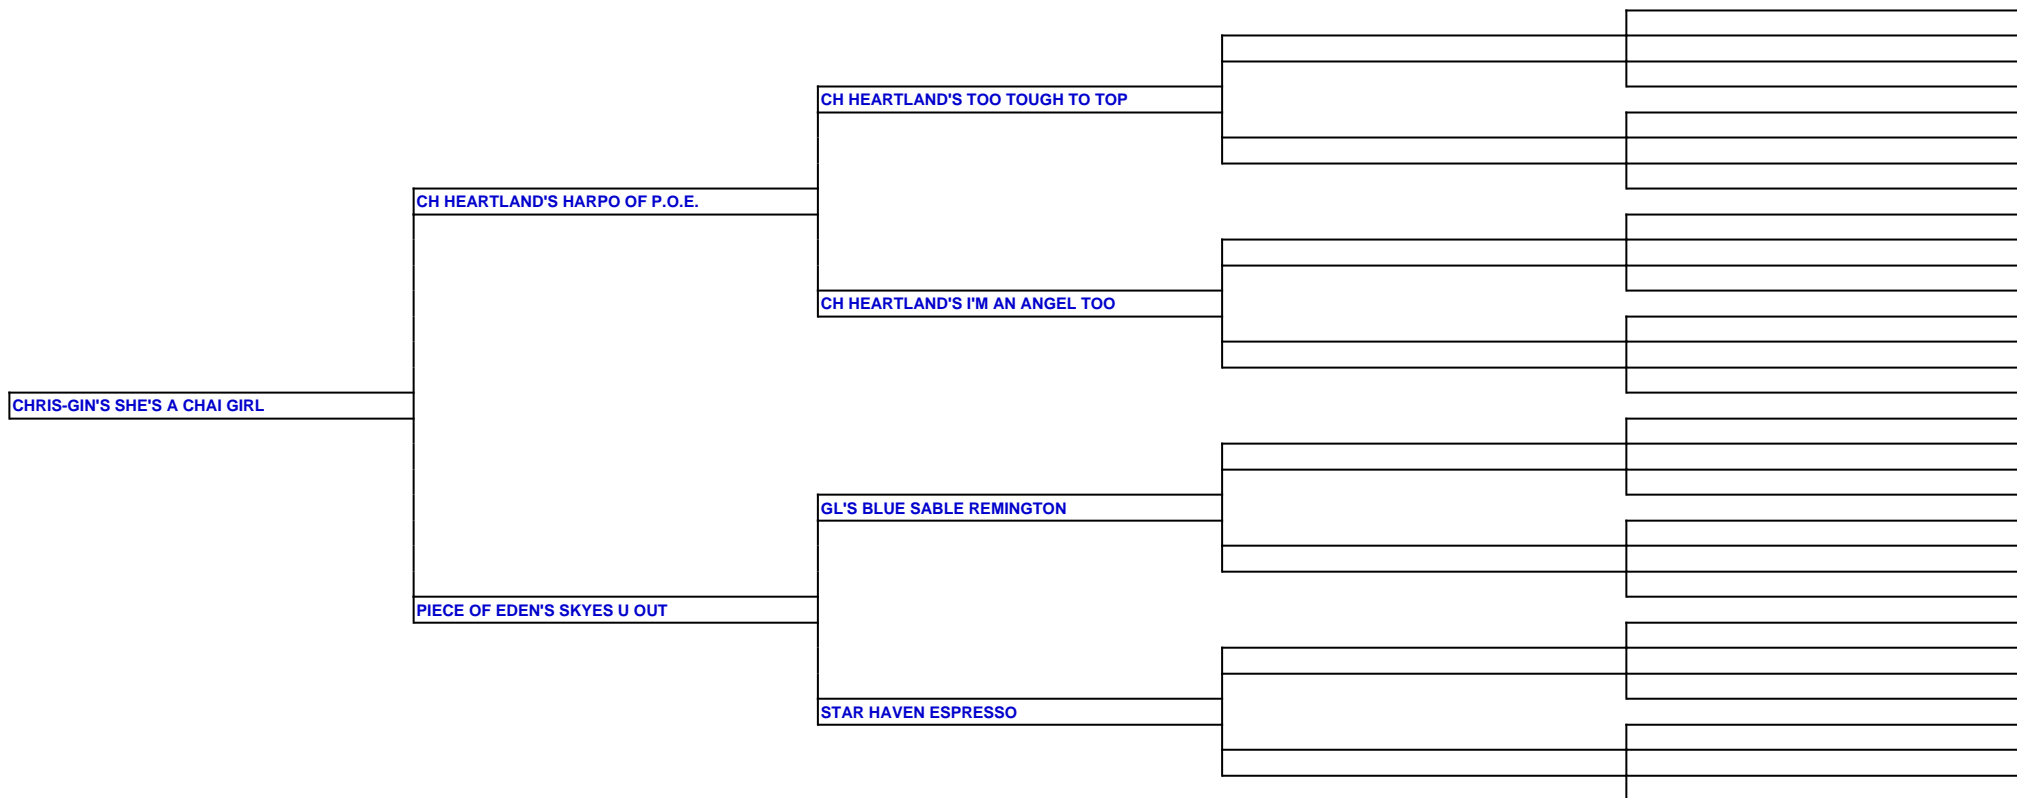 CH HEARTLAND'S TOO TOUGH TO TOP
CH HEARTLAND'S HARPO OF P.O.E.
CH HEARTLAND'S I'M AN ANGEL TOO
CHRIS-GIN'S SHE'S A CHAI GIRL
GL'S BLUE SABLE REMINGTON
PIECE OF EDEN'S SKYES U OUT
STAR HAVEN ESPRESSO